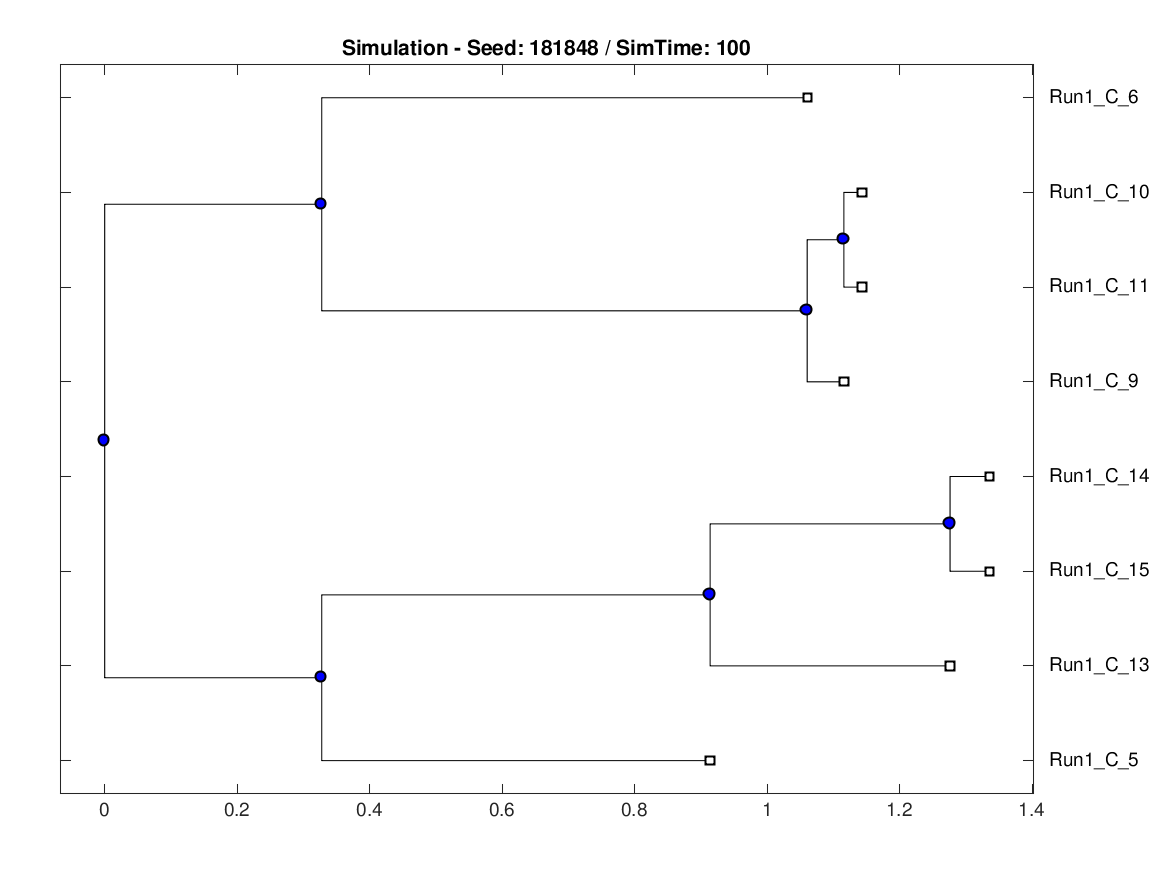 Simulation - Seed: 181848 / SimTime: 100
Run1_C_6
Run1_C_10
Run1_C_11
Run1_C_9
Run1_C_14
Run1_C_15
Run1_C_13
Run1_C_5
0 0.2 0.4 0.6 0.8 1 1.2 1.4